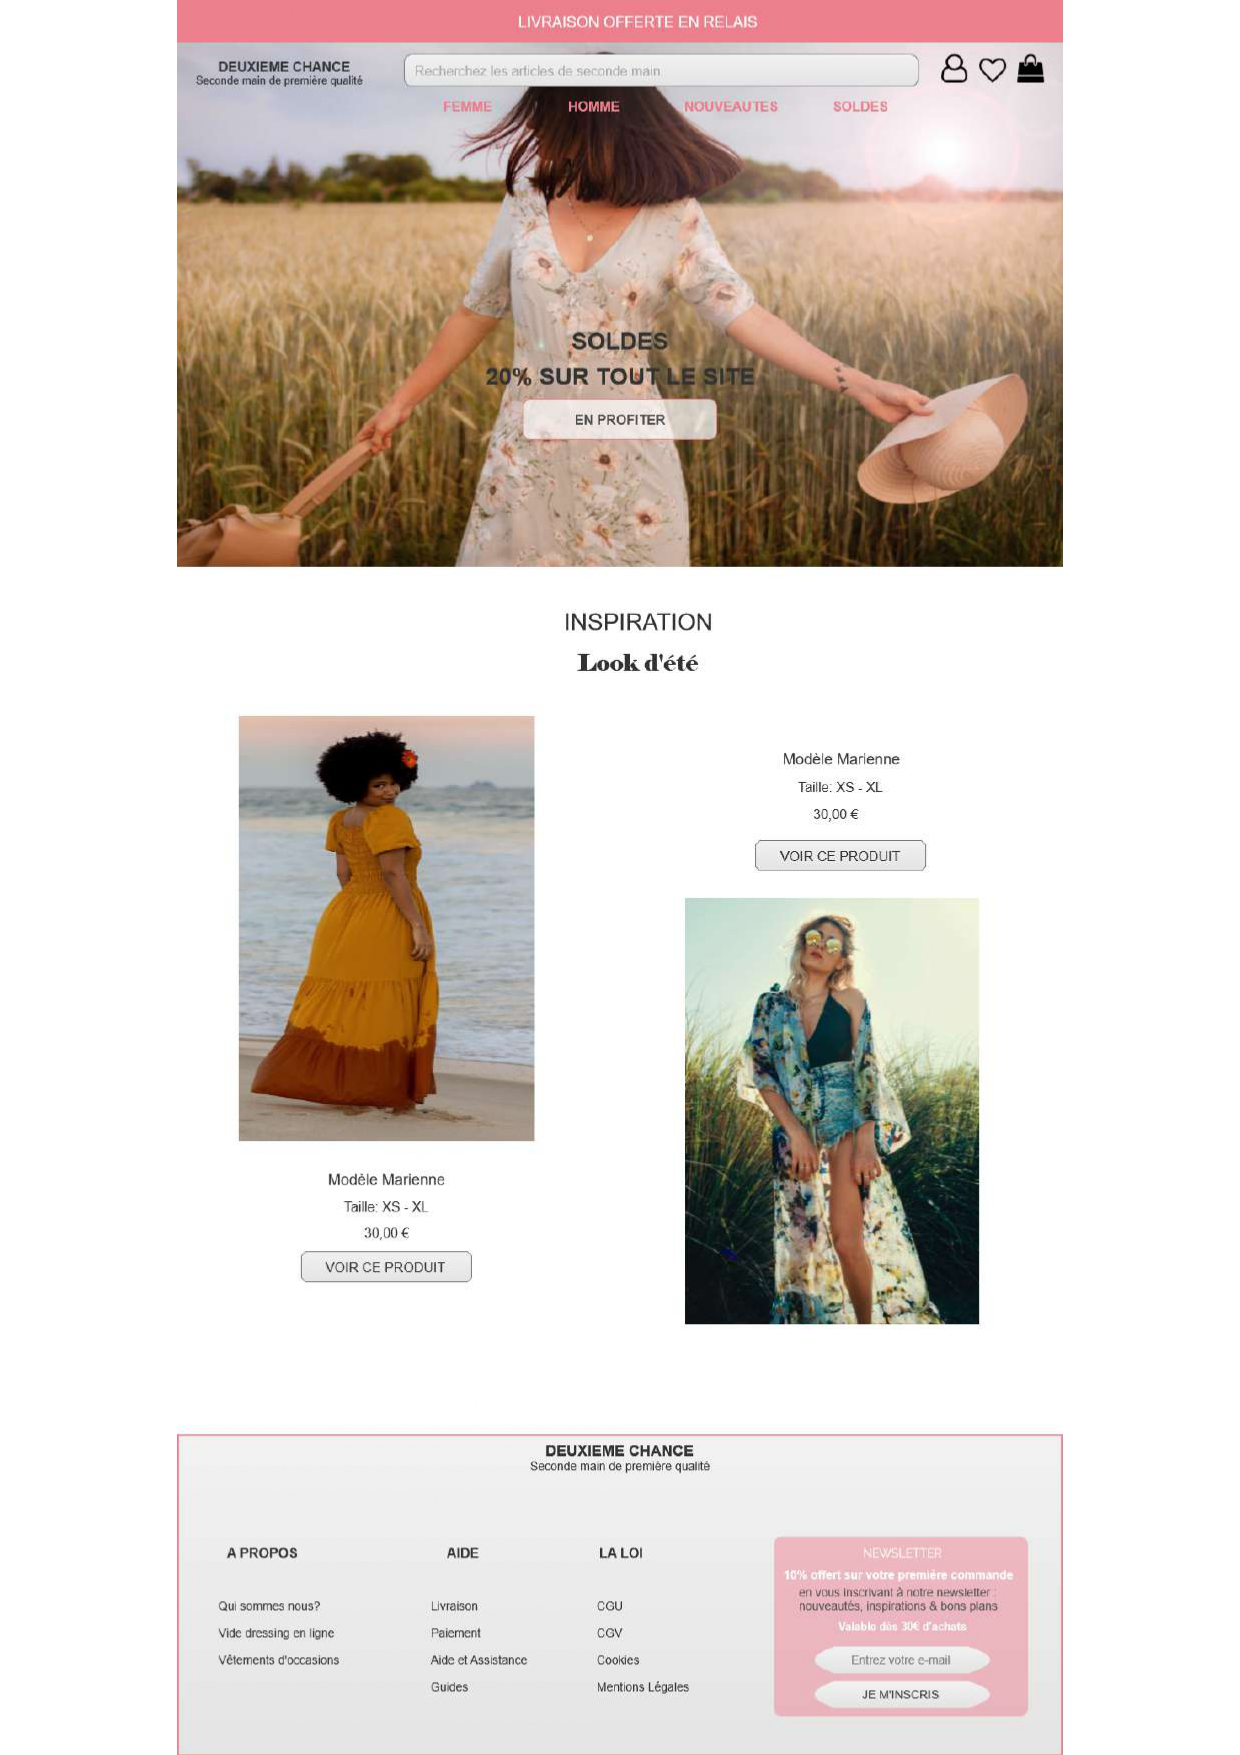 LIVRAISON OFFERTE EN RELAIS
DEUXIEME CHANCE
Seconde main de première qualité
Recherchez les articles de seconde main
FEMME HOMME NOUVEAUTES SOLDES
SOLDES
20% SUR TOUT LE SITE
EN PROFITER
INSPIRATION
Look d'été
Modèle Marienne
Taille: XS - XL
30,00 €
VOIR CE PRODUIT
Modèle Marienne
Taille: XS - XL
30,00 €
VOIR CE PRODUIT
DEUXIEME CHANCE
Seconde main de première qualité
A PROPOS
Qui sommes nous?
Vide dressing en ligne
Vêtements d'occasions
AIDE
Livraison
Paiement
Aide et Assistance
Guides
LA LOI
CGU
CGV
Cookies
Mentions Légales
NEWSLETTER
10% offert sur votre première commande
en vous inscrivant à notre newsletter :
nouveautés, inspirations & bons plans
Valable dès 30€ d'achats
Entrez votre e-mail
JE M'INSCRIS